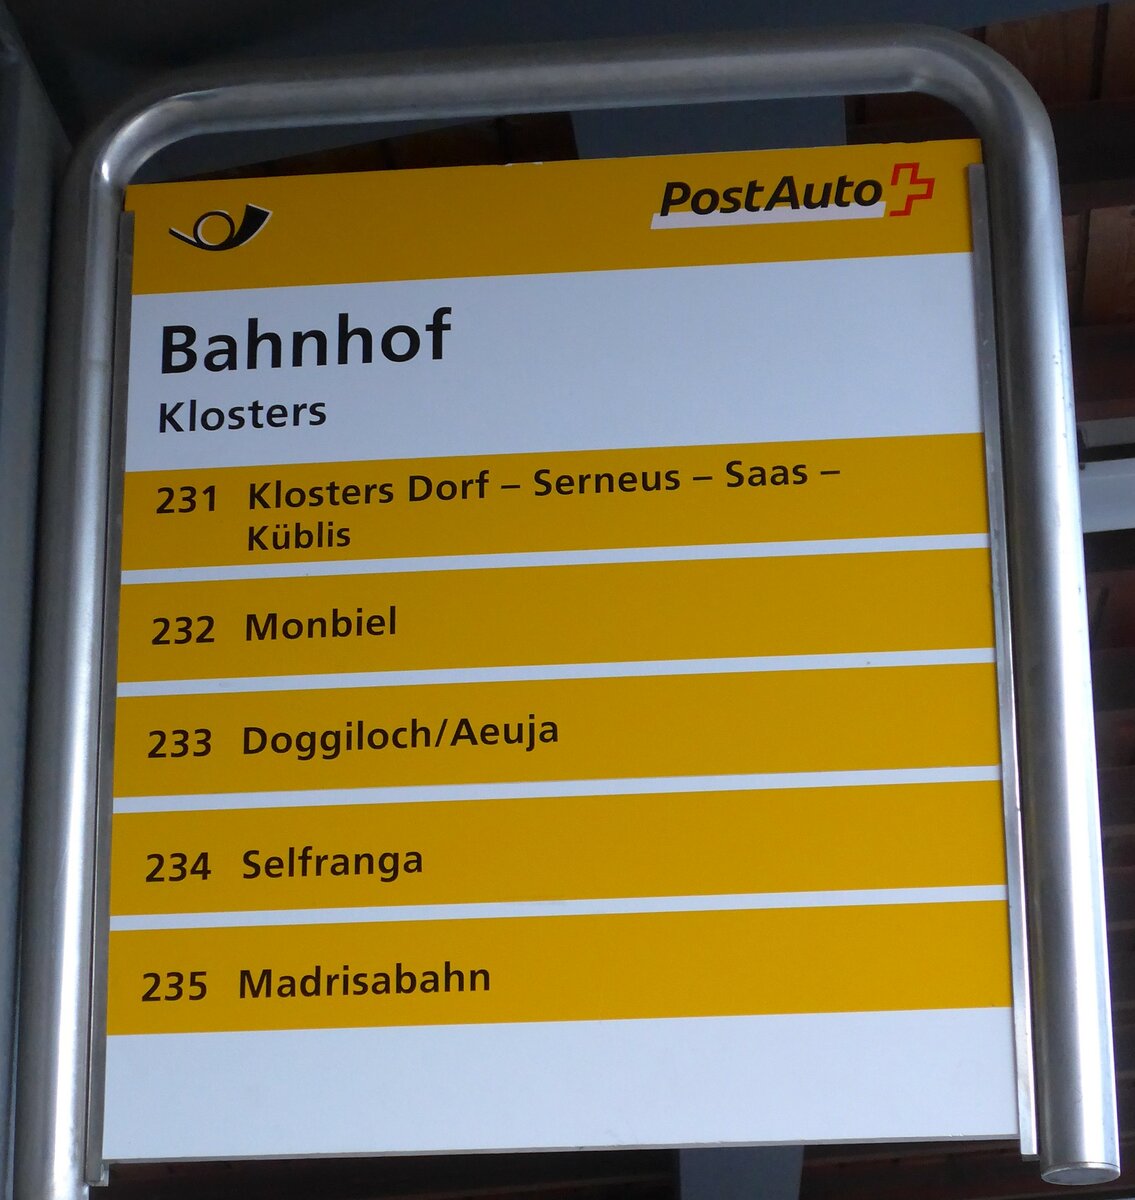 PostAuto
Bahnhof
Klosters
231 Klosters Dorf – Serneus – Saas –
Küblis
232 Monbiel
233 Doggiloch/Aeuja
234 Selfranga
235 Madrisabahn